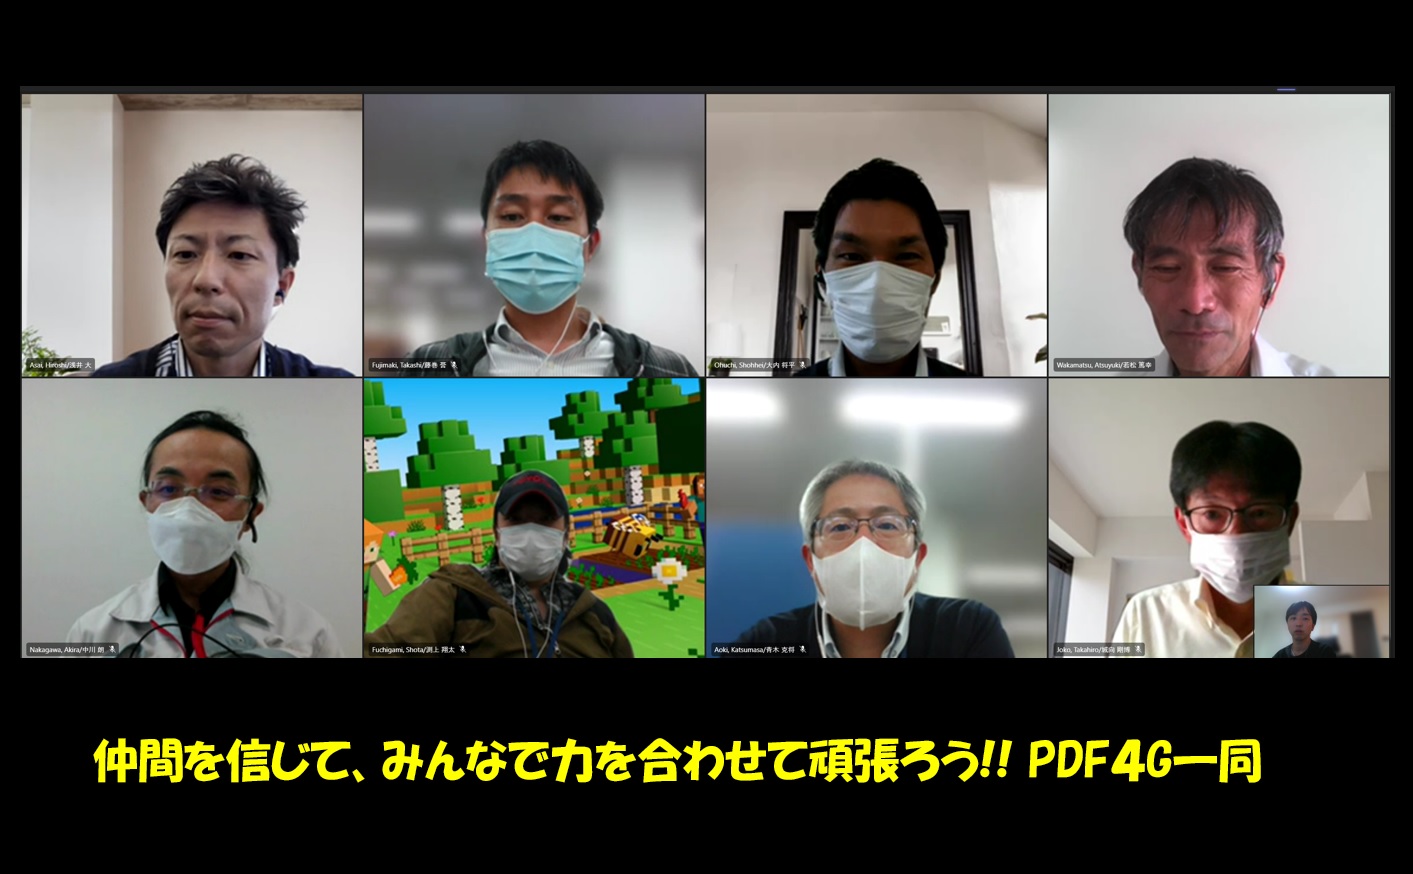 Asai, Hiroshi/浅井 大
Fujimaki, Takashi/藤巻 誉
Ohuchi, Shohhei/大内 将平
Wakamatsu, Atsuyuki/若松 篤幸
Nakagawa, Akira/中川 朗
Fuchigami, Shota/渕上 翔太
Aoki, Katsumasa/青木 克将
Joko, Takahiro/城向 剛博
仲間を信じて、みんなで力を合わせて頑張ろう!! PDF4G一同